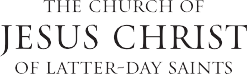 THE CHURCH OF
JESUS CHRIST
OF LATTER-DAY SAINTS